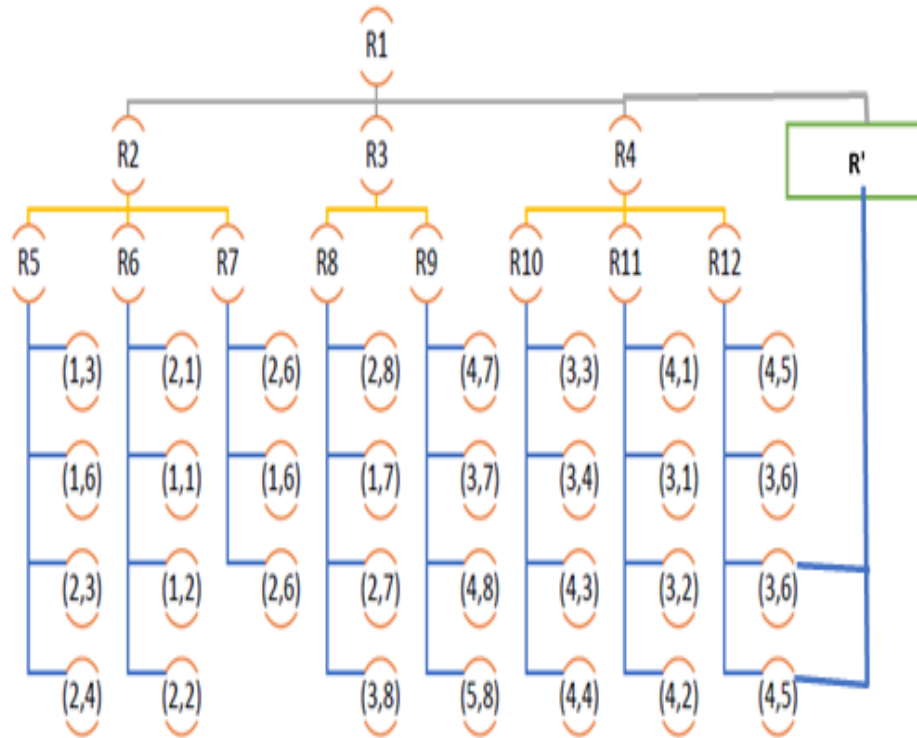 R1
R2 R3 R4 R'
R5 R6 R7 R8 R9 R10 R11 R12
(1,3) (2,1) (2,6) (2,8) (4,7) (3,3) (4,1) (4,5)
(1,6) (1,1) (1,6) (1,7) (3,7) (3,4) (3,1) (3,6)
(2,3) (1,2) (2,6) (2,7) (4,8) (4,3) (3,2) (3,6)
(2,4) (2,2) (3,8) (5,8) (4,4) (4,2) (4,5)